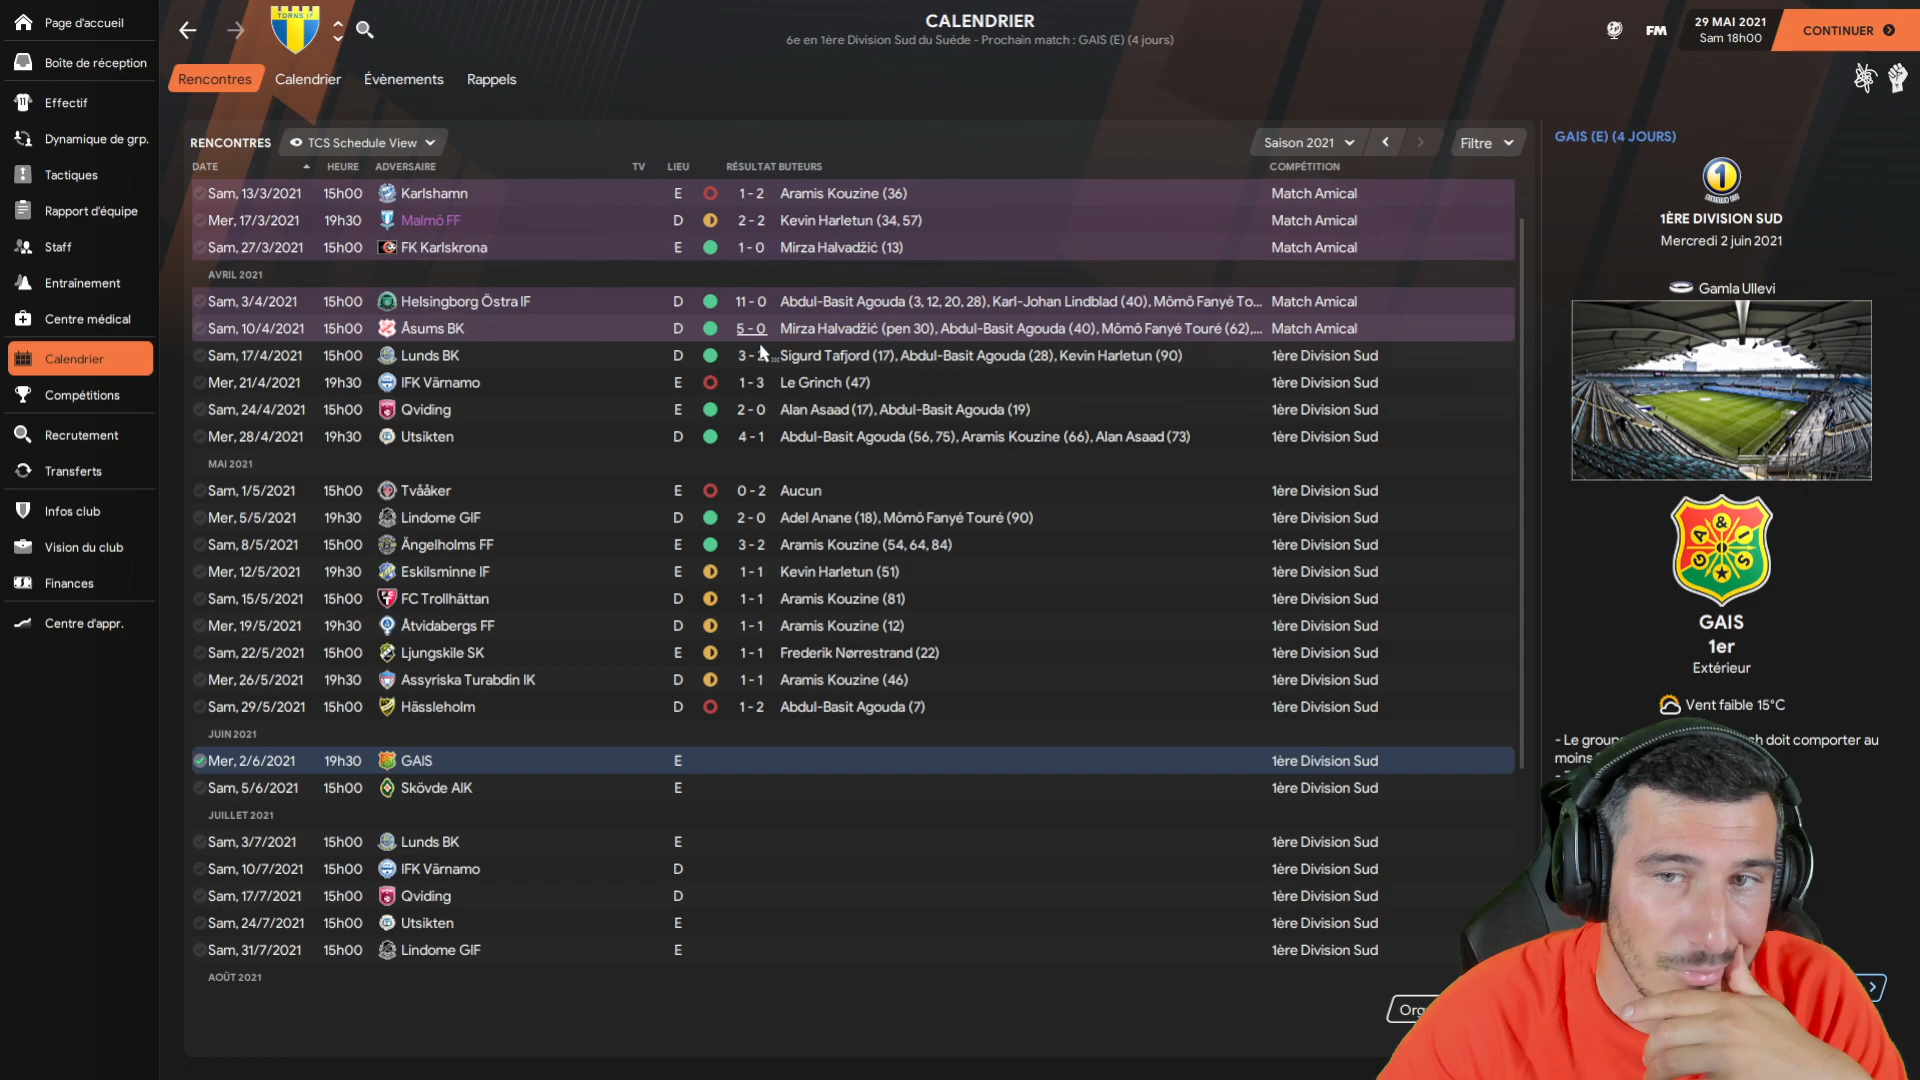 Page d'accueil
Boîte de réception
Effectif
Dynamique de grp.
Tactiques
Rapport d'équipe
Staff
Entraînement
Centre médical
Calendrier
Compétitions
Recrutement
Transferts
Infos club
Vision du club
Finances
Centre d'appr.
TORNS IF
CALENDRIER
6e en 1ère Division Sud du Suède - Prochain match : GAIS (E) (4 jours)
FM
29 MAI 2021
Sam 18h00
CONTINUER
Rencontres Calendrier Évènements Rappels
RENCONTRES TCS Schedule View Saison 2021 Filtre
DATE HEURE ADVERSAIRE TV LIEU RÉSULTAT BUTEURS COMPÉTITION
Sam, 13/3/2021 15h00 Karlshamn E 1 - 2 Aramis Kouzine (36) Match Amical
Mer, 17/3/2021 19h30 Malmö FF D 2 - 2 Kevin Harletun (34, 57) Match Amical
Sam, 27/3/2021 15h00 FK Karlskrona E 1 - 0 Mirza Halvadžić (13) Match Amical
AVRIL 2021
Sam, 3/4/2021 15h00 Helsingborg Östra IF D 11 - 0 Abdul-Basit Agouda (3, 12, 20, 28), Karl-Johan Lindblad (40), Mômô Fanyé To... Match Amical
Sam, 10/4/2021 15h00 Åsums BK D 5 - 0 Mirza Halvadžić (pen 30), Abdul-Basit Agouda (40), Mômô Fanyé Touré (62),... Match Amical
Sam, 17/4/2021 15h00 Lunds BK D 3 - Sigurd Tafjord (17), Abdul-Basit Agouda (28), Kevin Harletun (90) 1ère Division Sud
Mer, 21/4/2021 19h30 IFK Värnamo E 1 - 3 Le Grinch (47) 1ère Division Sud
Sam, 24/4/2021 15h00 Qviding E 2 - 0 Alan Asaad (17), Abdul-Basit Agouda (19) 1ère Division Sud
Mer, 28/4/2021 19h30 Utsikten D 4 - 1 Abdul-Basit Agouda (56, 75), Aramis Kouzine (66), Alan Asaad (73) 1ère Division Sud
MAI 2021
Sam, 1/5/2021 15h00 Tvååker E 0 - 2 Aucun 1ère Division Sud
Mer, 5/5/2021 19h30 Lindome GIF D 2 - 0 Adel Anane (18), Mômô Fanyé Touré (90) 1ère Division Sud
Sam, 8/5/2021 15h00 Ängelholms FF E 3 - 2 Aramis Kouzine (54, 64, 84) 1ère Division Sud
Mer, 12/5/2021 19h30 Eskilsminne IF E 1 - 1 Kevin Harletun (51) 1ère Division Sud
Sam, 15/5/2021 15h00 FC Trollhättan D 1 - 1 Aramis Kouzine (81) 1ère Division Sud
Mer, 19/5/2021 19h30 Åtvidabergs FF D 1 - 1 Aramis Kouzine (12) 1ère Division Sud
Sam, 22/5/2021 15h00 Ljungskile SK E 1 - 1 Frederik Nørrestrand (22) 1ère Division Sud
Mer, 26/5/2021 19h30 Assyriska Turabdin IK D 1 - 1 Aramis Kouzine (46) 1ère Division Sud
Sam, 29/5/2021 15h00 Hässleholm D 1 - 2 Abdul-Basit Agouda (7) 1ère Division Sud
JUIN 2021
Mer, 2/6/2021 19h30 GAIS E 1ère Division Sud
Sam, 5/6/2021 15h00 Skövde AIK E 1ère Division Sud
JUILLET 2021
Sam, 3/7/2021 15h00 Lunds BK E 1ère Division Sud
Sam, 10/7/2021 15h00 IFK Värnamo D 1ère Division Sud
Sam, 17/7/2021 15h00 Qviding D 1ère Division Sud
Sam, 24/7/2021 15h00 Utsikten E 1ère Division Sud
Sam, 31/7/2021 15h00 Lindome GIF E 1ère Division Sud
AOÛT 2021
GAIS (E) (4 JOURS)
1
1ÈRE DIVISION SUD
Mercredi 2 juin 2021
Gamla Ullevi
G A & I S
GAIS
1er
Extérieur
Vent faible 15°C
- Le group doit comporter au
moins